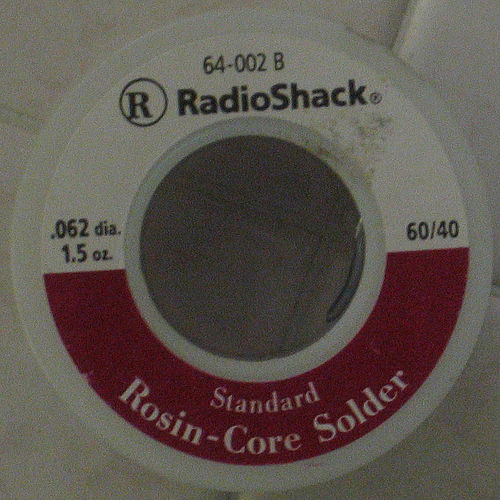 64-002 B
R RadioShack®
.062 dia.
1.5 oz.
60/40
Standard
Rosin-Core Solder